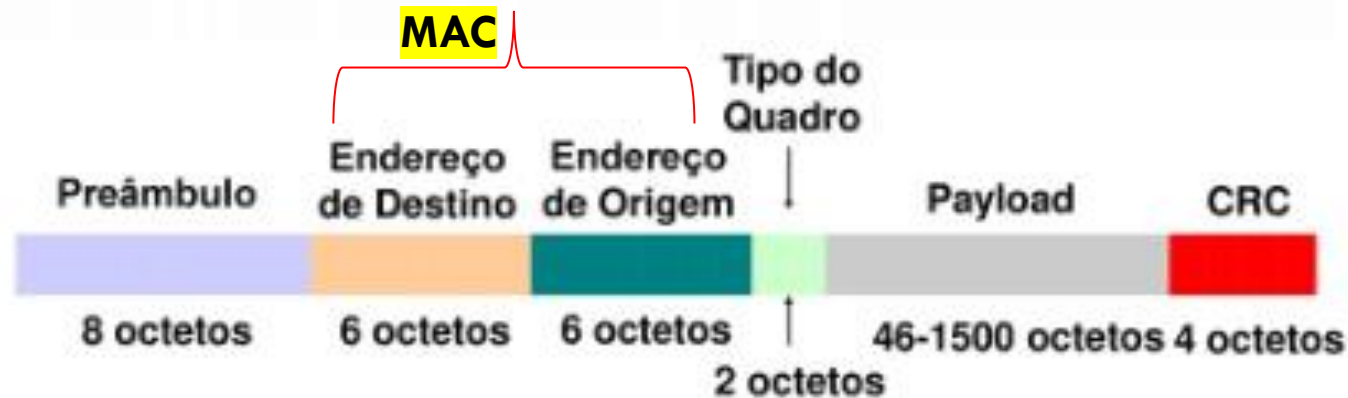 MAC
Tipo do
Quadro
Endereço
de Destino
Endereço
de Origem
Preâmbulo
Payload
CRC
8 octetos
6 octetos
6 octetos
2 octetos
46-1500 octetos
4 octetos